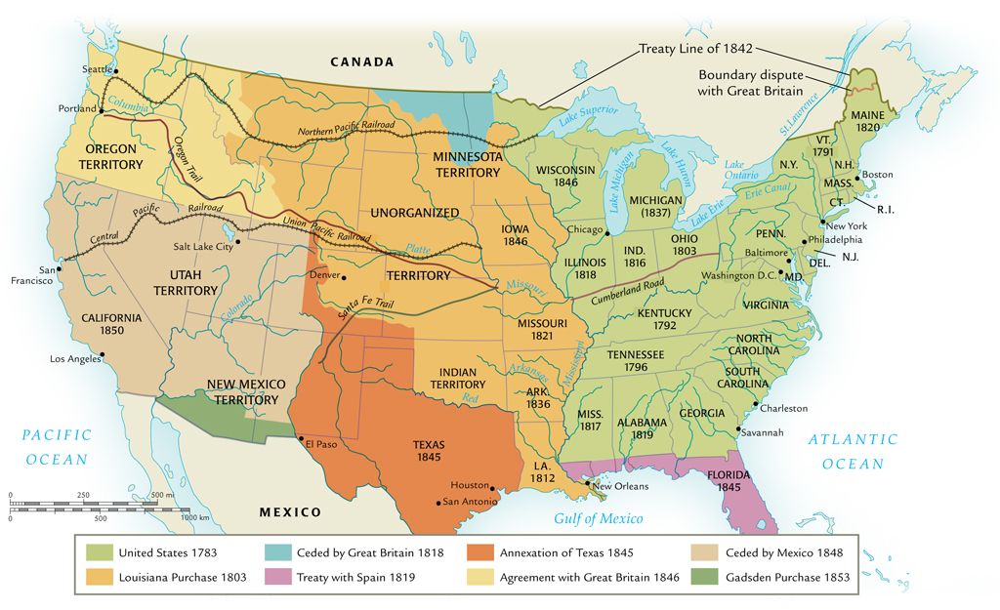 CANADA
Treaty Line of 1842
Boundary dispute
with Great Britain
Seattle
Columbia
Portland
OREGON
TERRITORY
Oregon Trail
Northern Pacific Railroad
MINNESOTA
TERRITORY
Lake Superior
St. Lawrence
MAINE
1820
VT.
1791
N.H.
N.Y.
MASS.
Boston
CT.
R.I.
Lake Michigan
Lake Huron
Lake
Ontario
Erie Canal
Lake Erie
WISCONSIN
1846
MICHIGAN
(1837)
UNORGANIZED
TERRITORY
IOWA
1846
Chicago
New York
Philadelphia
PENN.
N.J.
DEL.
Baltimore
MD.
Washington D.C.
Central Pacific Railroad
Union Pacific Railroad
Platte
Salt Lake City
San
Francisco
UTAH
TERRITORY
Denver
Santa Fe Trail
Missouri
ILLINOIS
1818
IND.
1816
OHIO
1803
Cumberland Road
VIRGINIA
KENTUCKY
1792
Colorado
CALIFORNIA
1850
MISSOURI
1821
Mississippi
TENNESSEE
1796
NORTH
CAROLINA
SOUTH
CAROLINA
Los Angeles
NEW MEXICO
TERRITORY
INDIAN
TERRITORY
Arkansas
Red
ARK.
1836
MISS.
1817
ALABAMA
1819
GEORGIA
Charleston
Savannah
PACIFIC
OCEAN
ATLANTIC
OCEAN
El Paso
TEXAS
1845
LA.
1812
FLORIDA
1845
Houston
San Antonio
New Orleans
MEXICO
Gulf of Mexico
0 250 500 mi
0 500 1000 km
United States 1783
Ceded by Great Britain 1818
Annexation of Texas 1845
Ceded by Mexico 1848
Louisiana Purchase 1803
Treaty with Spain 1819
Agreement with Great Britain 1846
Gadsden Purchase 1853